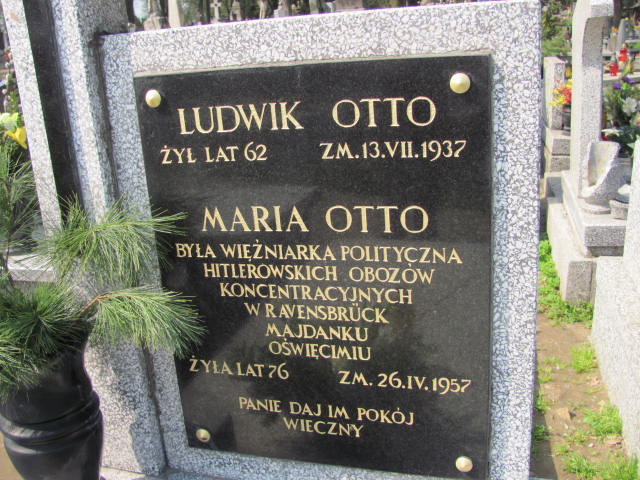 LUDWIK OTTO
ŻYŁ LAT 62 ZM. 13.VII.1937
MARIA OTTO
BYŁA WIĘŹNIARKA POLITYCZNA
HITLEROWSKICH OBOZÓW
KONCENTRACYJNYCH
W RAVENSBRÜCK
MAJDANKU
OŚWIĘCIMIU
ŻYŁA LAT 76 ZM. 26.IV.1957
PANIE DAJ IM POKÓJ
WIECZNY